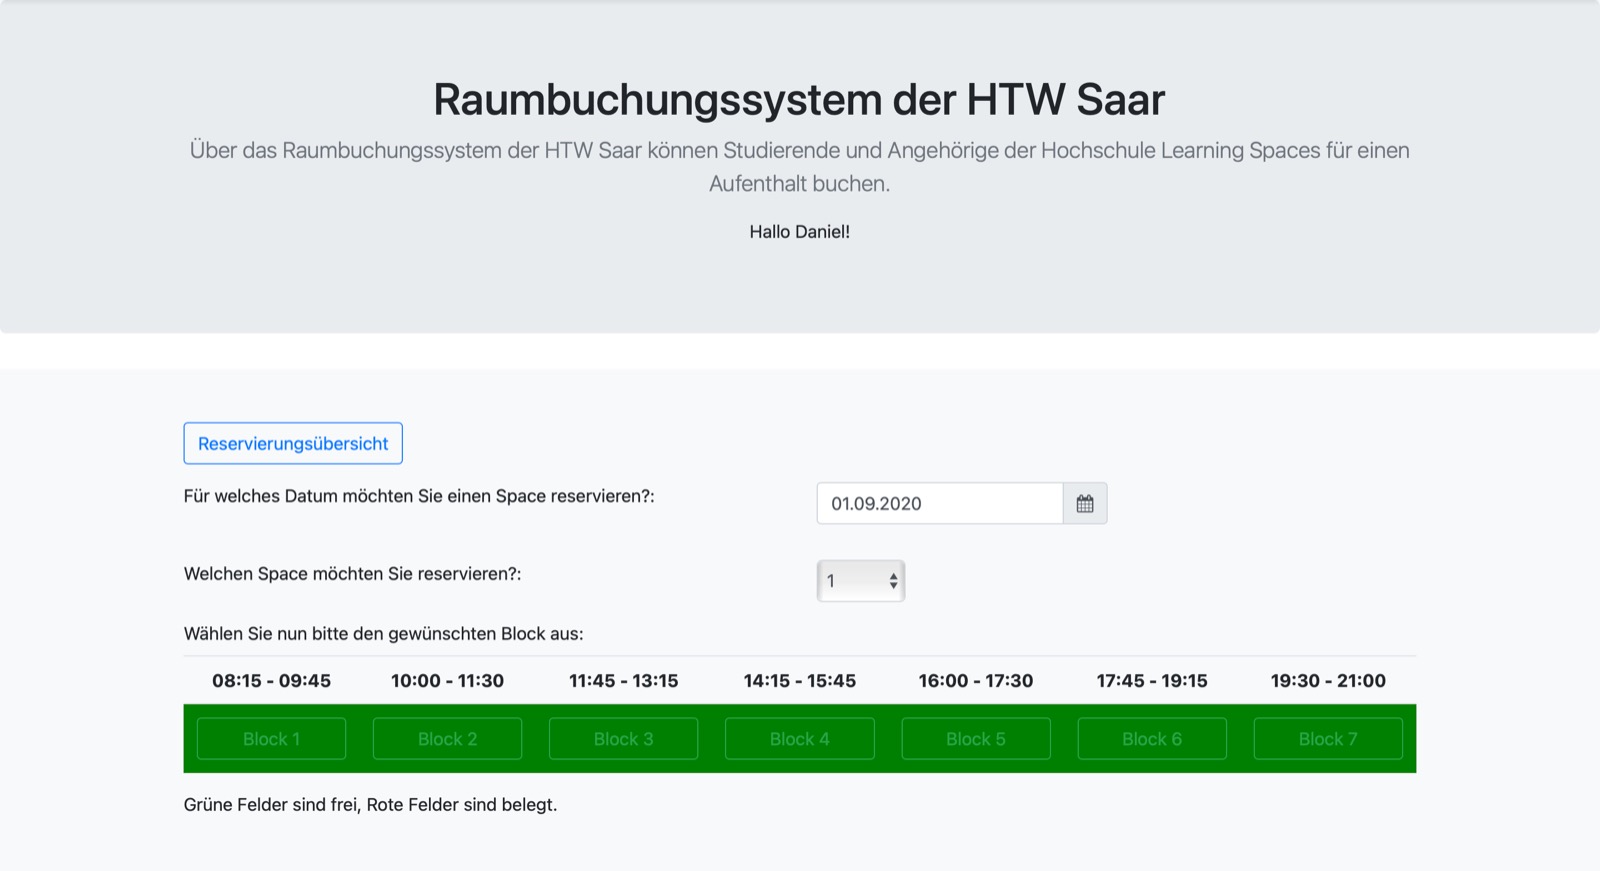 Raumbuchungssystem der HTW Saar
Über das Raumbuchungssystem der HTW Saar können Studierende und Angehörige der Hochschule Learning Spaces für einen
Aufenthalt buchen.
Hallo Daniel!
Reservierungsübersicht
Für welches Datum möchten Sie einen Space reservieren?: 01.09.2020
Welchen Space möchten Sie reservieren?: 1
Wählen Sie nun bitte den gewünschten Block aus:
08:15 - 09:45 10:00 - 11:30 11:45 - 13:15 14:15 - 15:45 16:00 - 17:30 17:45 - 19:15 19:30 - 21:00
Block 1 Block 2 Block 3 Block 4 Block 5 Block 6 Block 7
Grüne Felder sind frei, Rote Felder sind belegt.